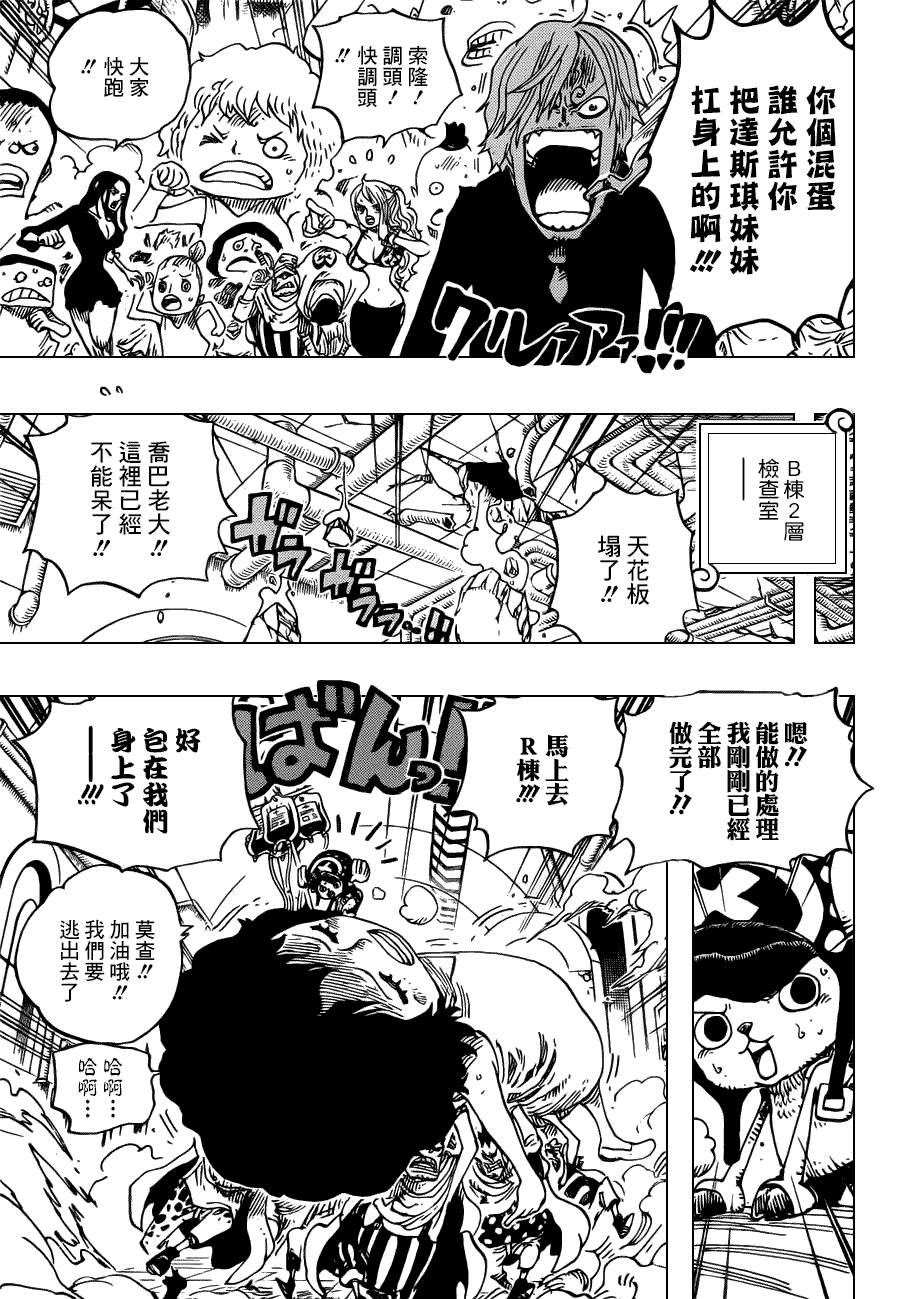 你個混蛋
誰允許你
把達斯琪妹妹
扛身上的啊!!!
索隆
調頭!
快調頭
大家
快跑
!!
クワレアアァ!!!
B棟2層
檢查室
——
天花板
塌了!!
ガラ
ガラ…!!
喬巴老大!!
這裡已經
不能呆了!!
嗯!!
能做的處理
我剛剛已經
全部
做完了!!
馬上去
R棟!!!
ばんっ!
好
包在我們
身上了
——!!!
莫查!!
加油哦!!
我們要
逃出去了
哈啊…
哈啊…